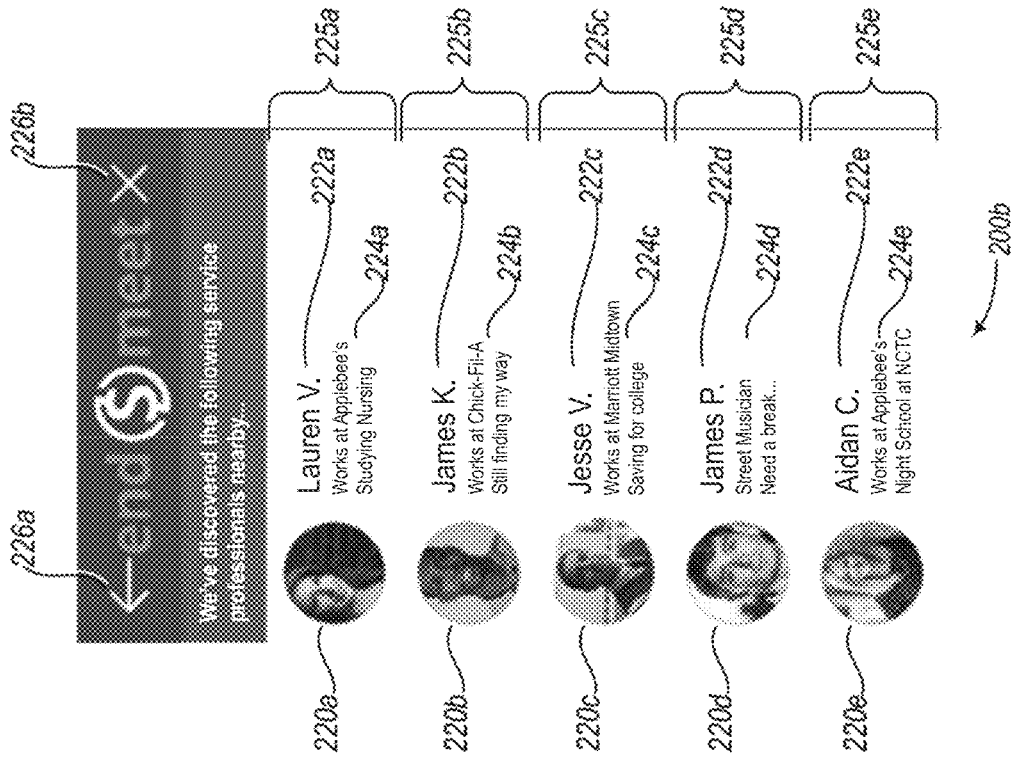 226a
226b
end $ meet X
We've discovered the following service
professionals nearby...
220a
Lauren V.
222a
225a
Works at Applebee's
224a
Studying Nursing
220b
James K.
222b
225b
Works at Chick-Fil-A
224b
Still finding my way
220c
Jesse V.
222c
225c
Works at Marriott Midtown
224c
Saving for college
220d
James P.
222d
225d
Street Musician
224d
Need a break...
220e
Aidan C.
222e
225e
Works at Applebee's
224e
Night School at NCTC
200b